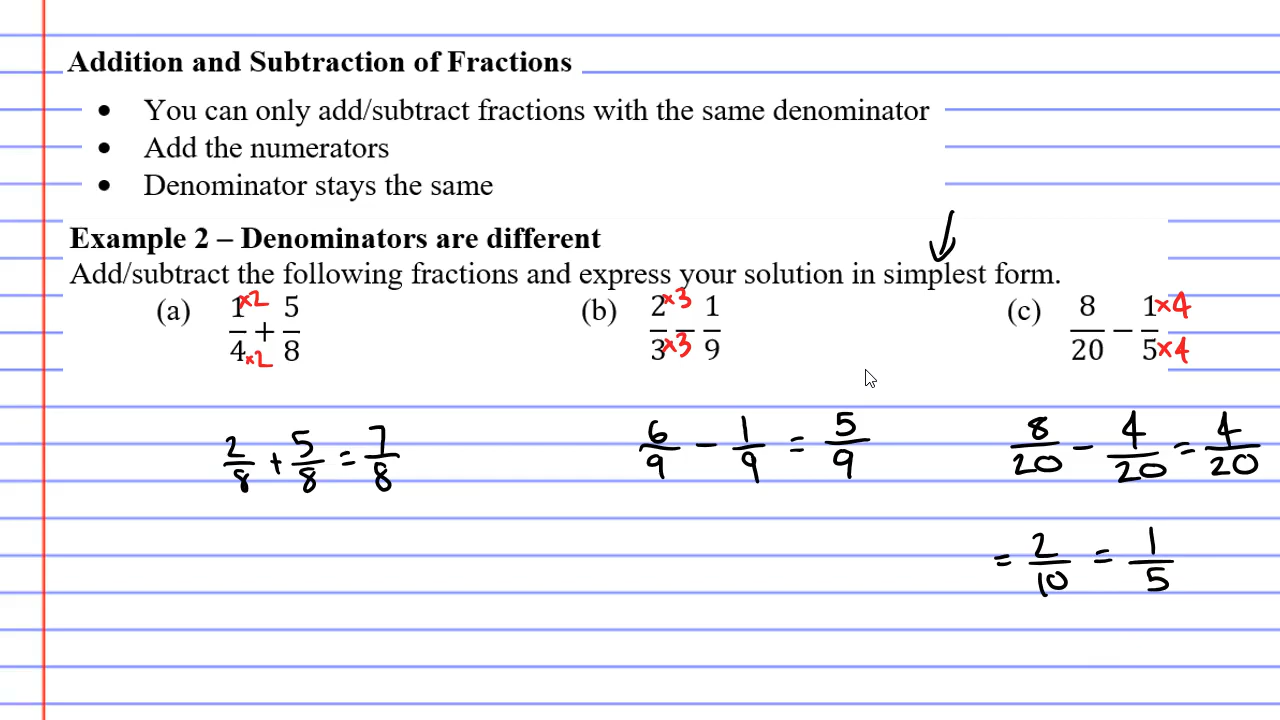 Addition and Subtraction of Fractions
• You can only add/subtract fractions with the same denominator
• Add the numerators
• Denominator stays the same
Example 2 – Denominators are different
Add/subtract the following fractions and express your solution in simplest form.
(a) 1×2/4×2 + 5/8 (b) 2×3/3×3 − 1/9 (c) 8/20 − 1×4/5×4
2/8 + 5/8 = 7/8 6/9 − 1/9 = 5/9 8/20 − 4/20 = 4/20
= 2/10 = 1/5